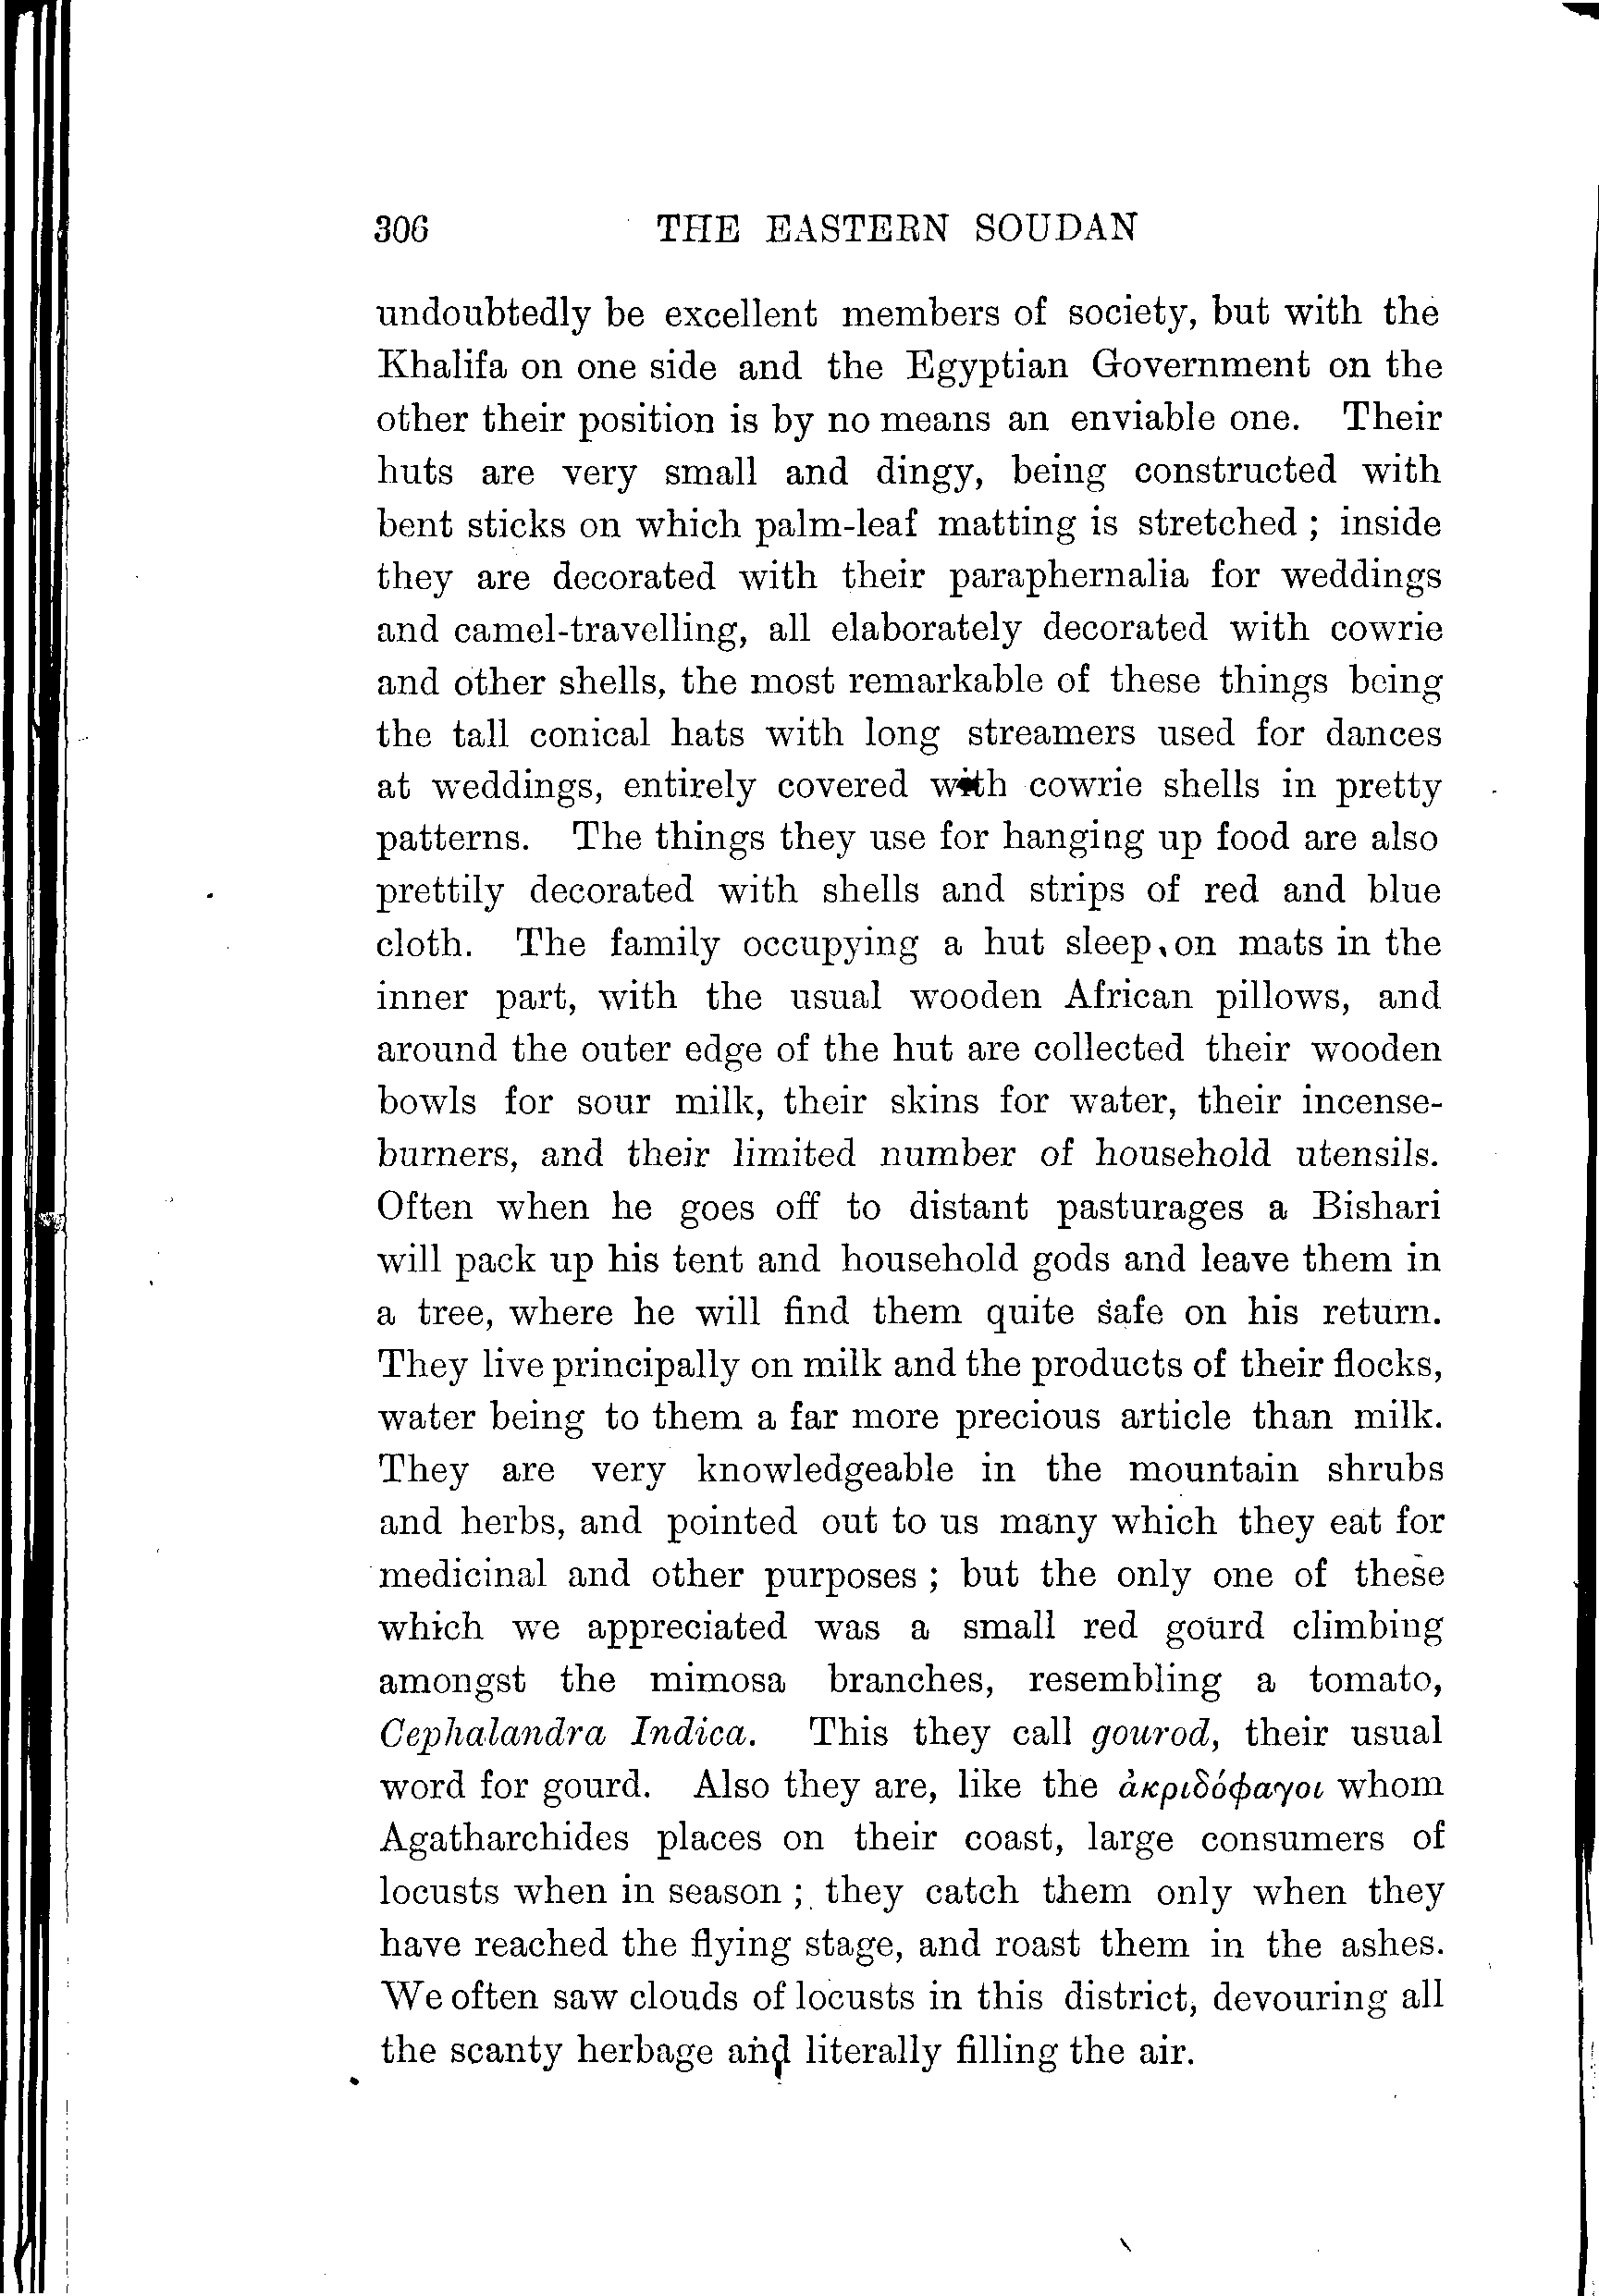 306 THE EASTERN SOUDAN
undoubtedly be excellent members of society, but with the
Khalifa on one side and the Egyptian Government on the
other their position is by no means an enviable one. Their
huts are very small and dingy, being constructed with
bent sticks on which palm-leaf matting is stretched ; inside
they are decorated with their paraphernalia for weddings
and camel-travelling, all elaborately decorated with cowrie
and other shells, the most remarkable of these things being
the tall conical hats with long streamers used for dances
at weddings, entirely covered with cowrie shells in pretty
patterns. The things they use for hanging up food are also
prettily decorated with shells and strips of red and blue
cloth. The family occupying a hut sleep on mats in the
inner part, with the usual wooden African pillows, and
around the outer edge of the hut are collected their wooden
bowls for sour milk, their skins for water, their incense-
burners, and their limited number of household utensils.
Often when he goes off to distant pasturages a Bishari
will pack up his tent and household gods and leave them in
a tree, where he will find them quite safe on his return.
They live principally on milk and the products of their flocks,
water being to them a far more precious article than milk.
They are very knowledgeable in the mountain shrubs
and herbs, and pointed out to us many which they eat for
medicinal and other purposes ; but the only one of these
which we appreciated was a small red gourd climbing
amongst the mimosa branches, resembling a tomato,
Cephalandra Indica. This they call gourod, their usual
word for gourd. Also they are, like the ἀκριδόφαγοι whom
Agatharchides places on their coast, large consumers of
locusts when in season ; they catch them only when they
have reached the flying stage, and roast them in the ashes.
We often saw clouds of locusts in this district, devouring all
the scanty herbage and literally filling the air.